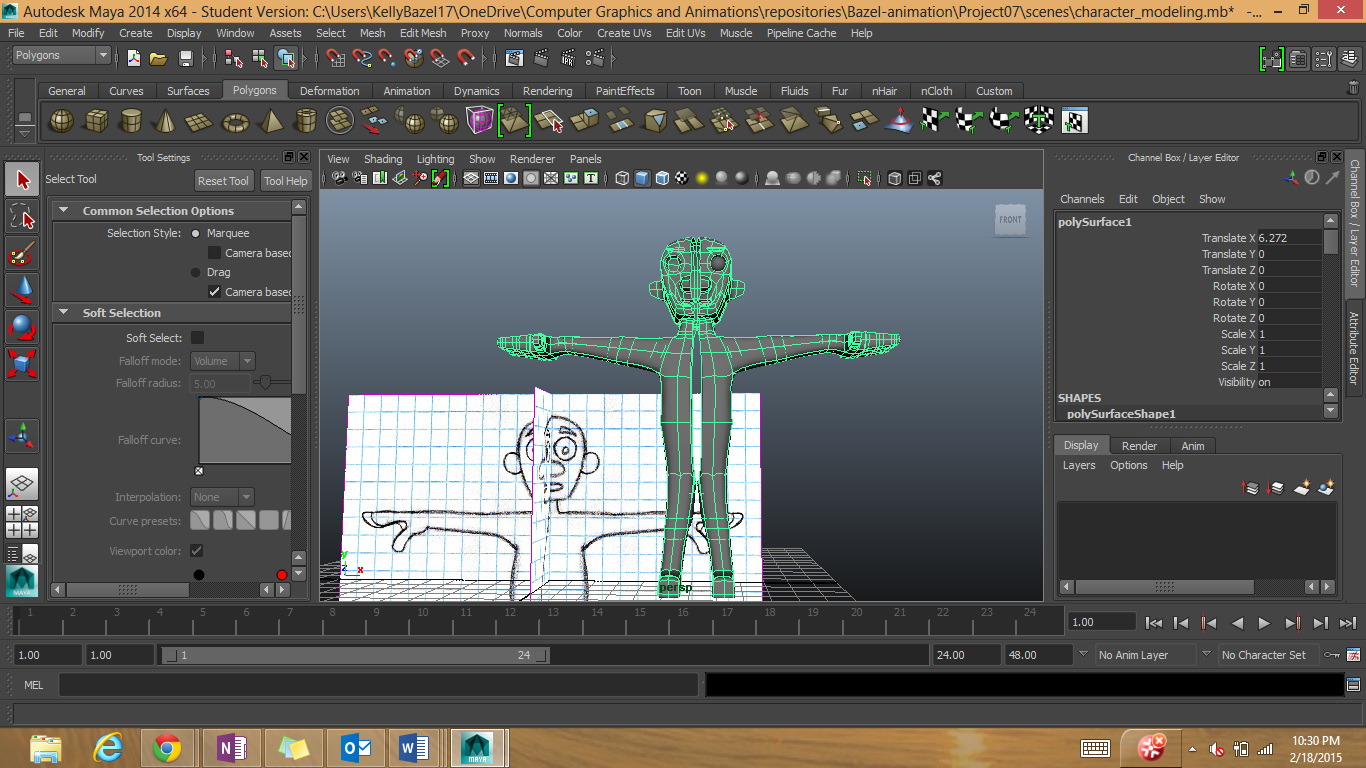 Autodesk Maya 2014 x64 - Student Version: C:\Users\KellyBazel17\OneDrive\Computer Graphics and Animations\repositories\Bazel-animation\Project07\scenes\character_modeling.mb* -...
File Edit Modify Create Display Window Assets Select Mesh Edit Mesh Proxy Normals Color Create UVs Edit UVs Muscle Pipeline Cache Help
Polygons
General Curves Surfaces Polygons Deformation Animation Dynamics Rendering PaintEffects Toon Muscle Fluids Fur nHair nCloth Custom
Tool Settings
Select Tool Reset Tool Tool Help
Common Selection Options
Selection Style: Marquee
Camera based
Drag
Camera based
Soft Selection
Soft Select:
Falloff mode: Volume
Falloff radius: 5.00
Falloff curve:
Interpolation: None
Curve presets:
Viewport color:
MAYA
View Shading Lighting Show Renderer Panels
FRONT
y
z x
persp
Channel Box / Layer Editor
Channels Edit Object Show
polySurface1
Translate X 6.272
Translate Y 0
Translate Z 0
Rotate X 0
Rotate Y 0
Rotate Z 0
Scale X 1
Scale Y 1
Scale Z 1
Visibility on
SHAPES
polySurfaceShape1
Display Render Anim
Layers Options Help
Channel Box / Layer Editor
Attribute Editor
1 2 3 4 5 6 7 8 9 10 11 12 13 14 15 16 17 18 19 20 21 22 23 24 1.00
1.00 1.00 1 24 24.00 48.00 No Anim Layer No Character Set
MEL
MAYA
10:30 PM
2/18/2015